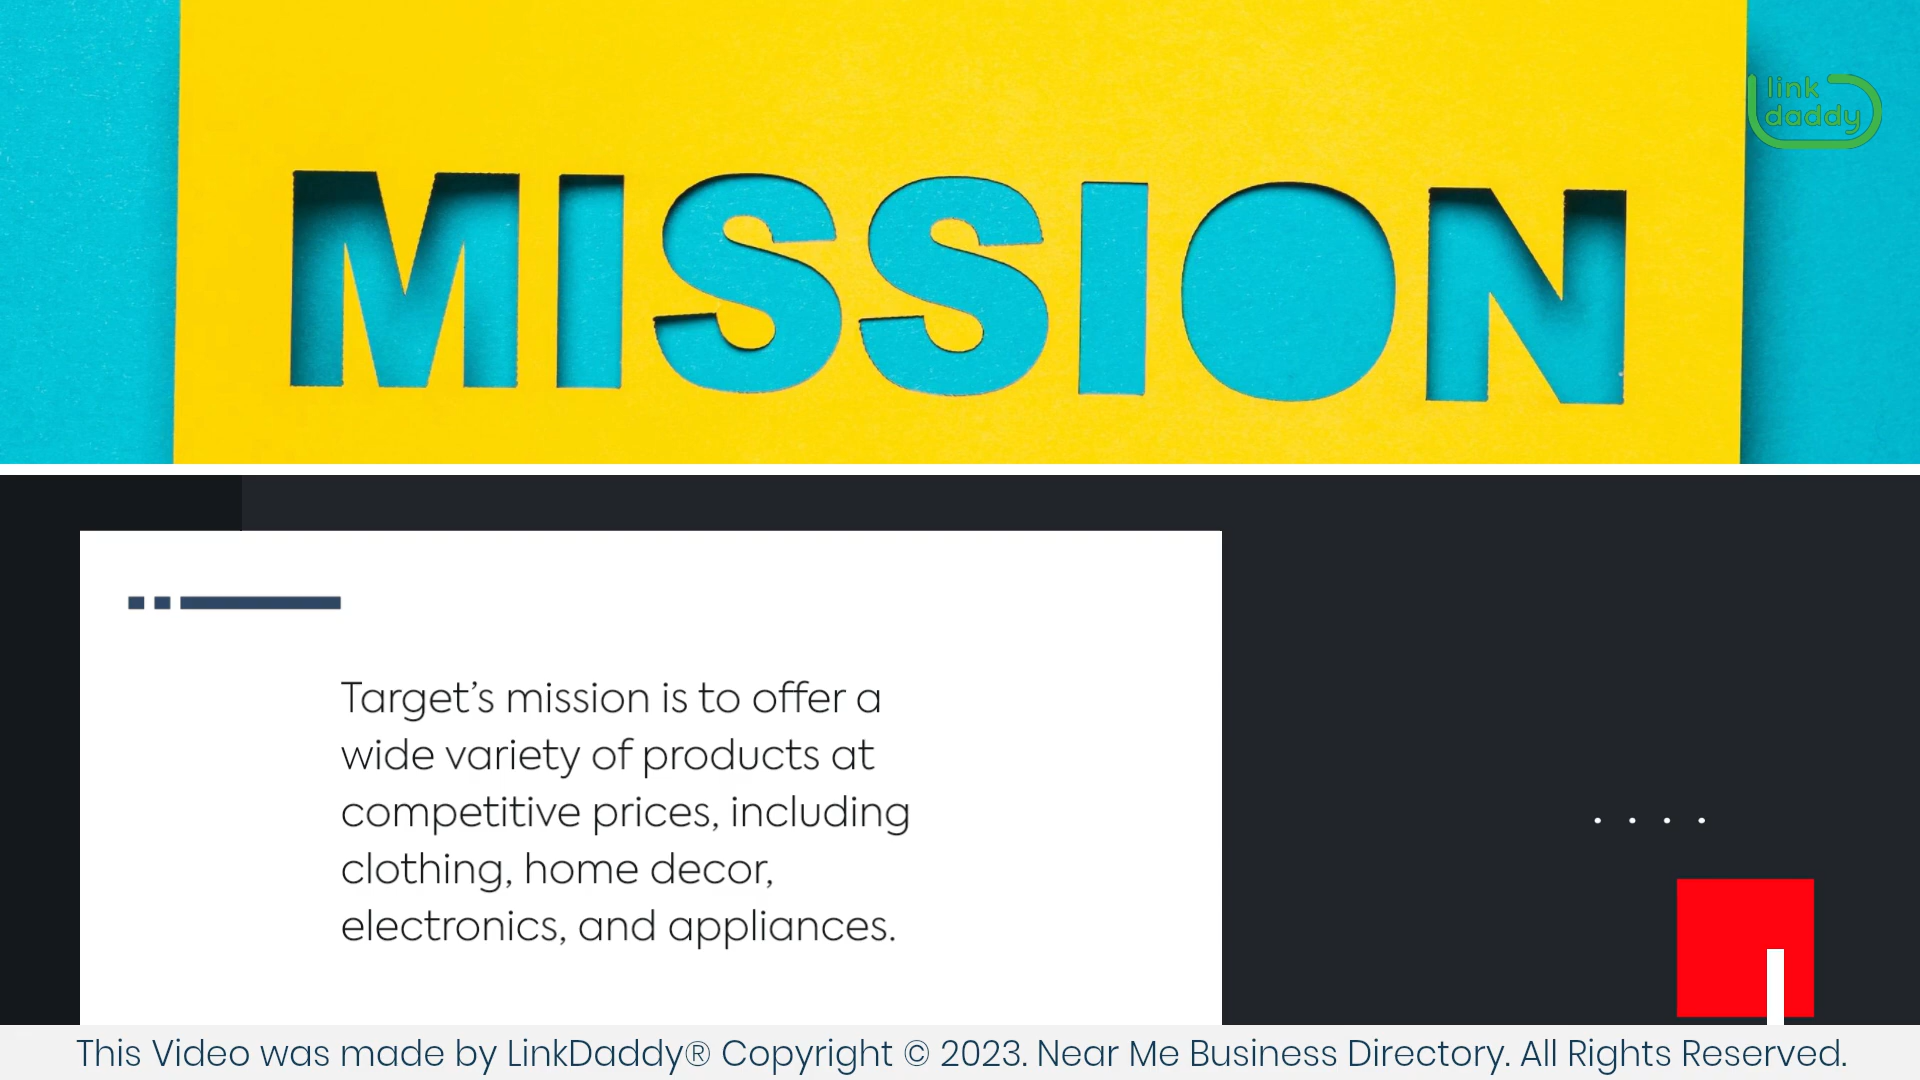 MISSION
link
daddy
Target’s mission is to offer a
wide variety of products at
competitive prices, including
clothing, home decor,
electronics, and appliances.
This Video was made by LinkDaddy® Copyright © 2023. Near Me Business Directory. All Rights Reserved.